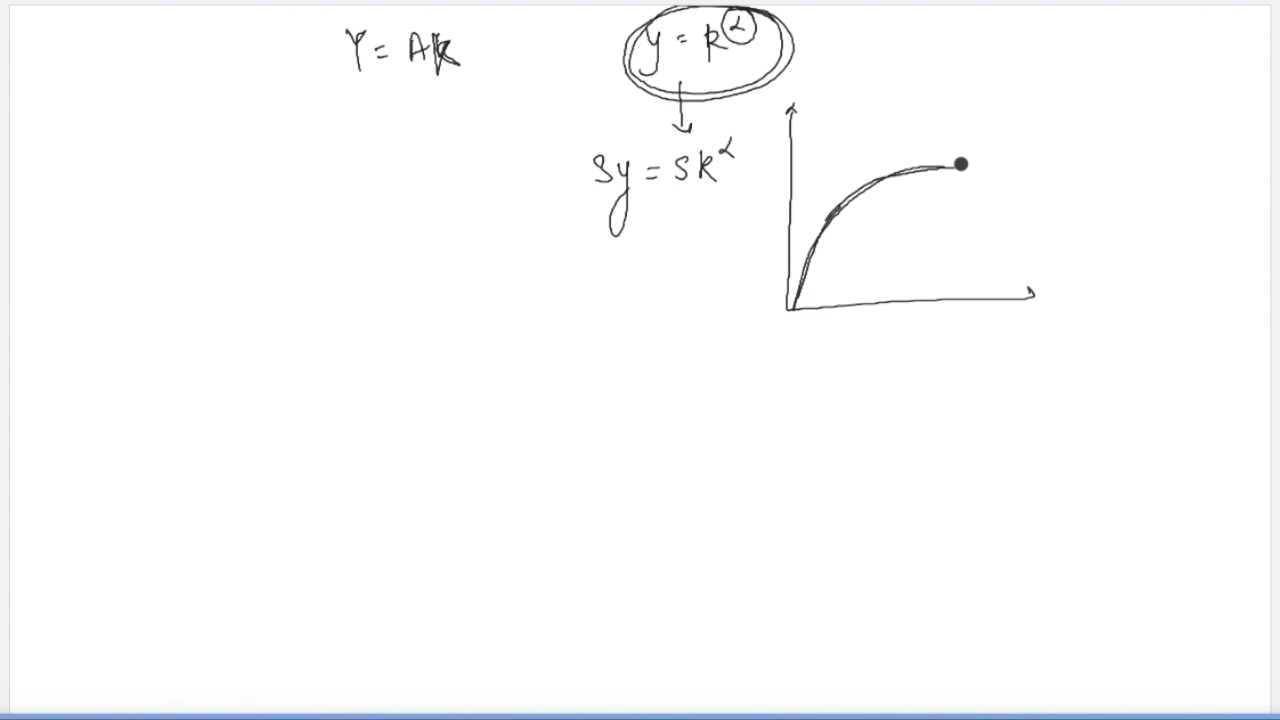 Y = AK
y = k^α
sy = sk^α